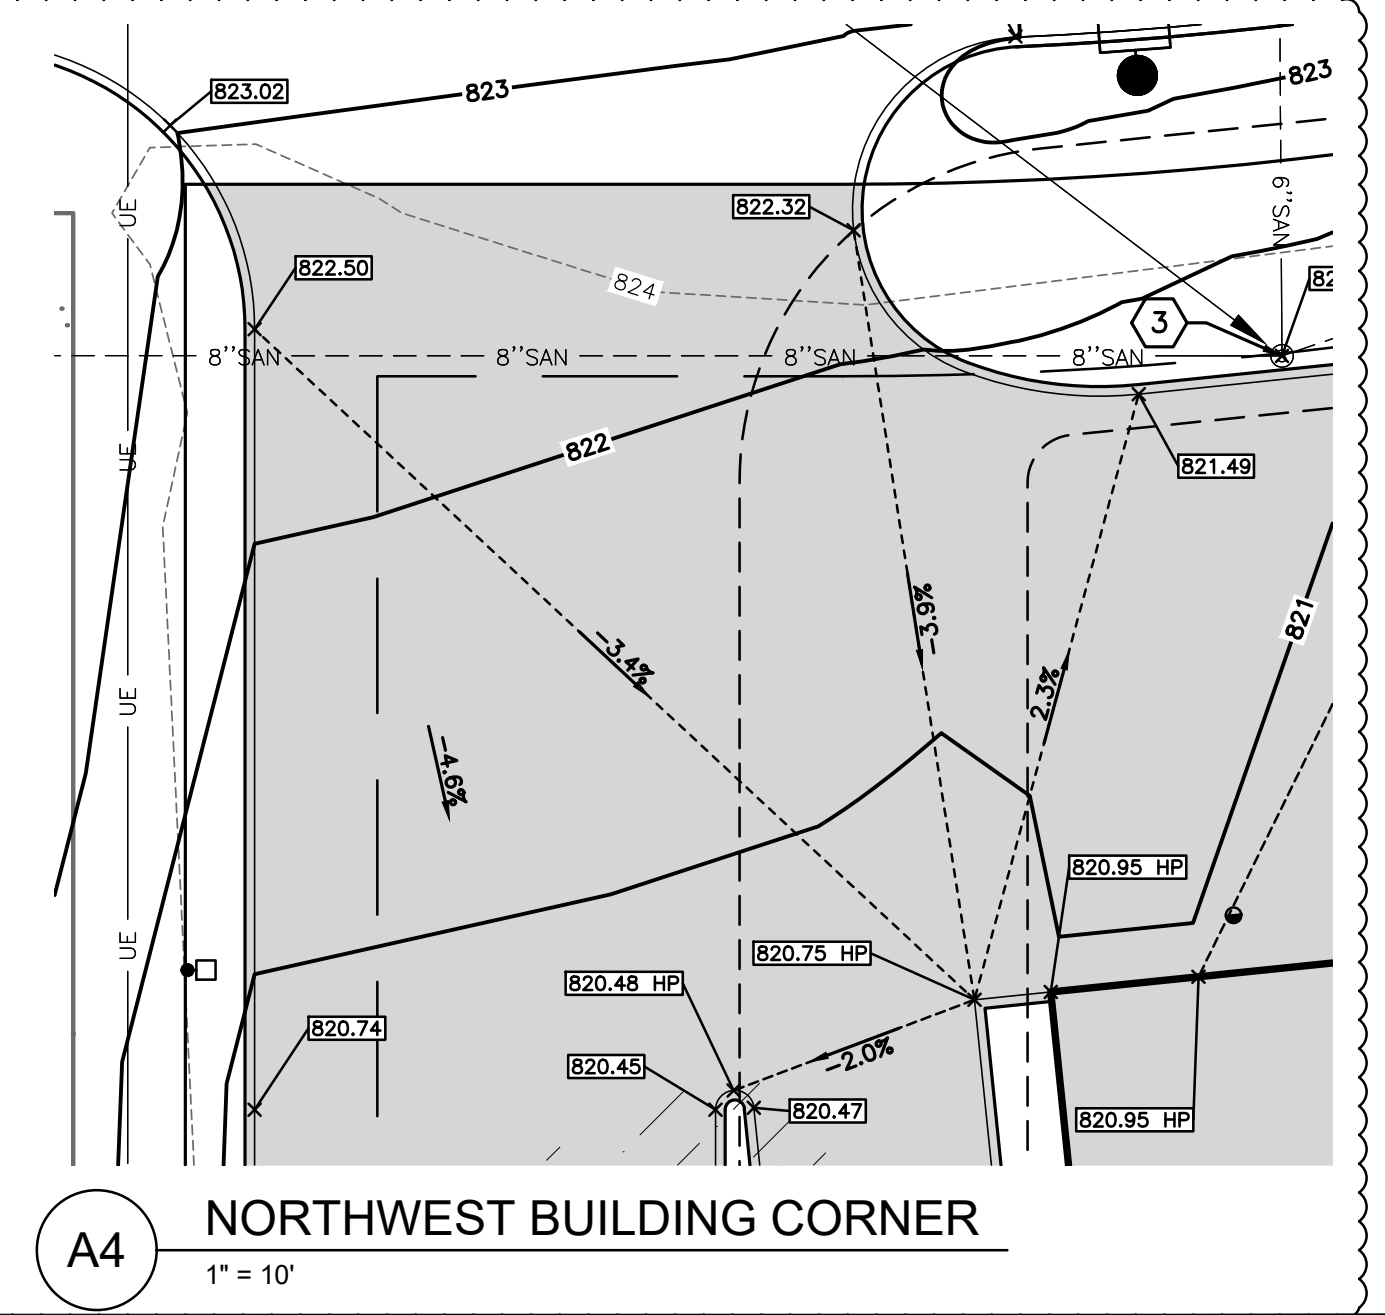 823.02
823
823
UE
822.32
6''SAN
822.50
824
82
3
8''SAN
8''SAN
8''SAN
8''SAN
822
UE
821.49
-3.9%
821
-3.4%
2.3%
UE
-4.6%
820.95 HP
UE
820.75 HP
820.48 HP
820.74
-2.0%
820.45
820.47
820.95 HP
A4
NORTHWEST BUILDING CORNER
1" = 10'